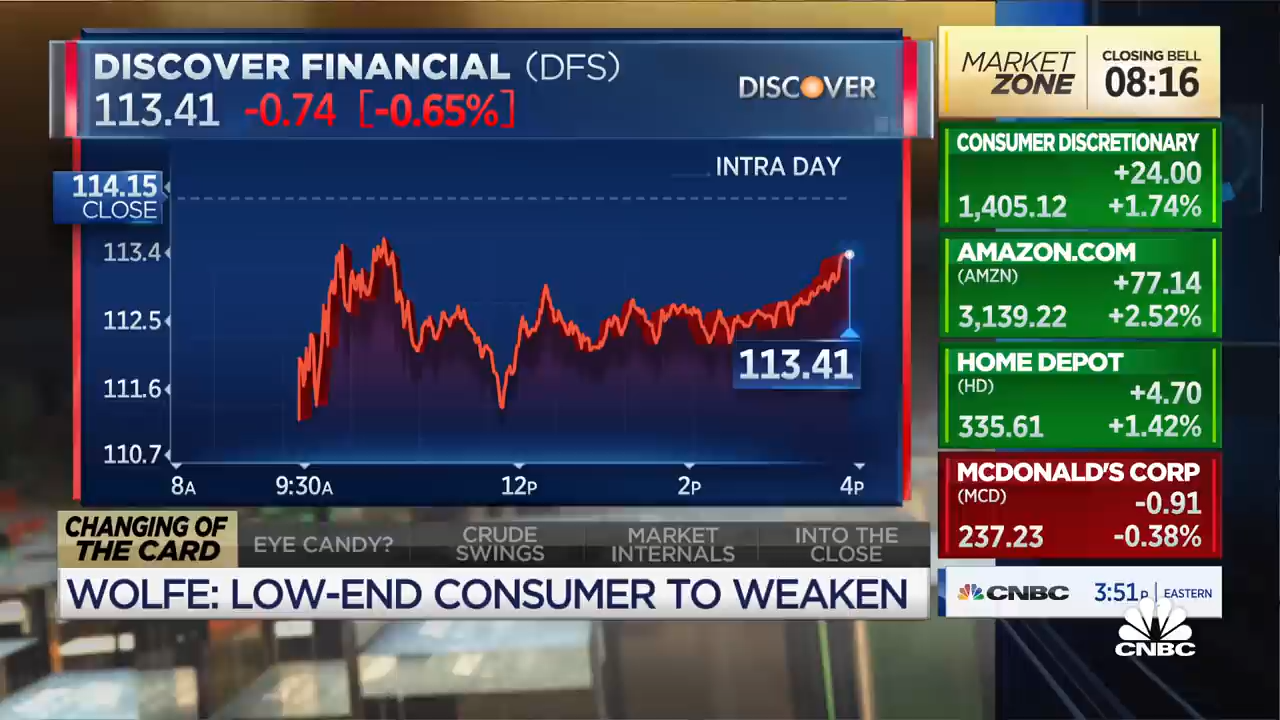 DISCOVER FINANCIAL (DFS)
113.41 -0.74 [-0.65%]
DISCOVER
INTRA DAY
114.15
CLOSE
113.4
112.5
111.6
110.7
113.41
8A 9:30A 12P 2P 4P
CHANGING OF
THE CARD
EYE CANDY?
CRUDE
SWINGS
MARKET
INTERNALS
INTO THE
CLOSE
WOLFE: LOW-END CONSUMER TO WEAKEN
MARKET
ZONE
CLOSING BELL
08:16
CONSUMER DISCRETIONARY
+24.00
1,405.12 +1.74%
AMAZON.COM
(AMZN) +77.14
3,139.22 +2.52%
HOME DEPOT
(HD) +4.70
335.61 +1.42%
MCDONALD'S CORP
(MCD) -0.91
237.23 -0.38%
CNBC 3:51P EASTERN
CNBC